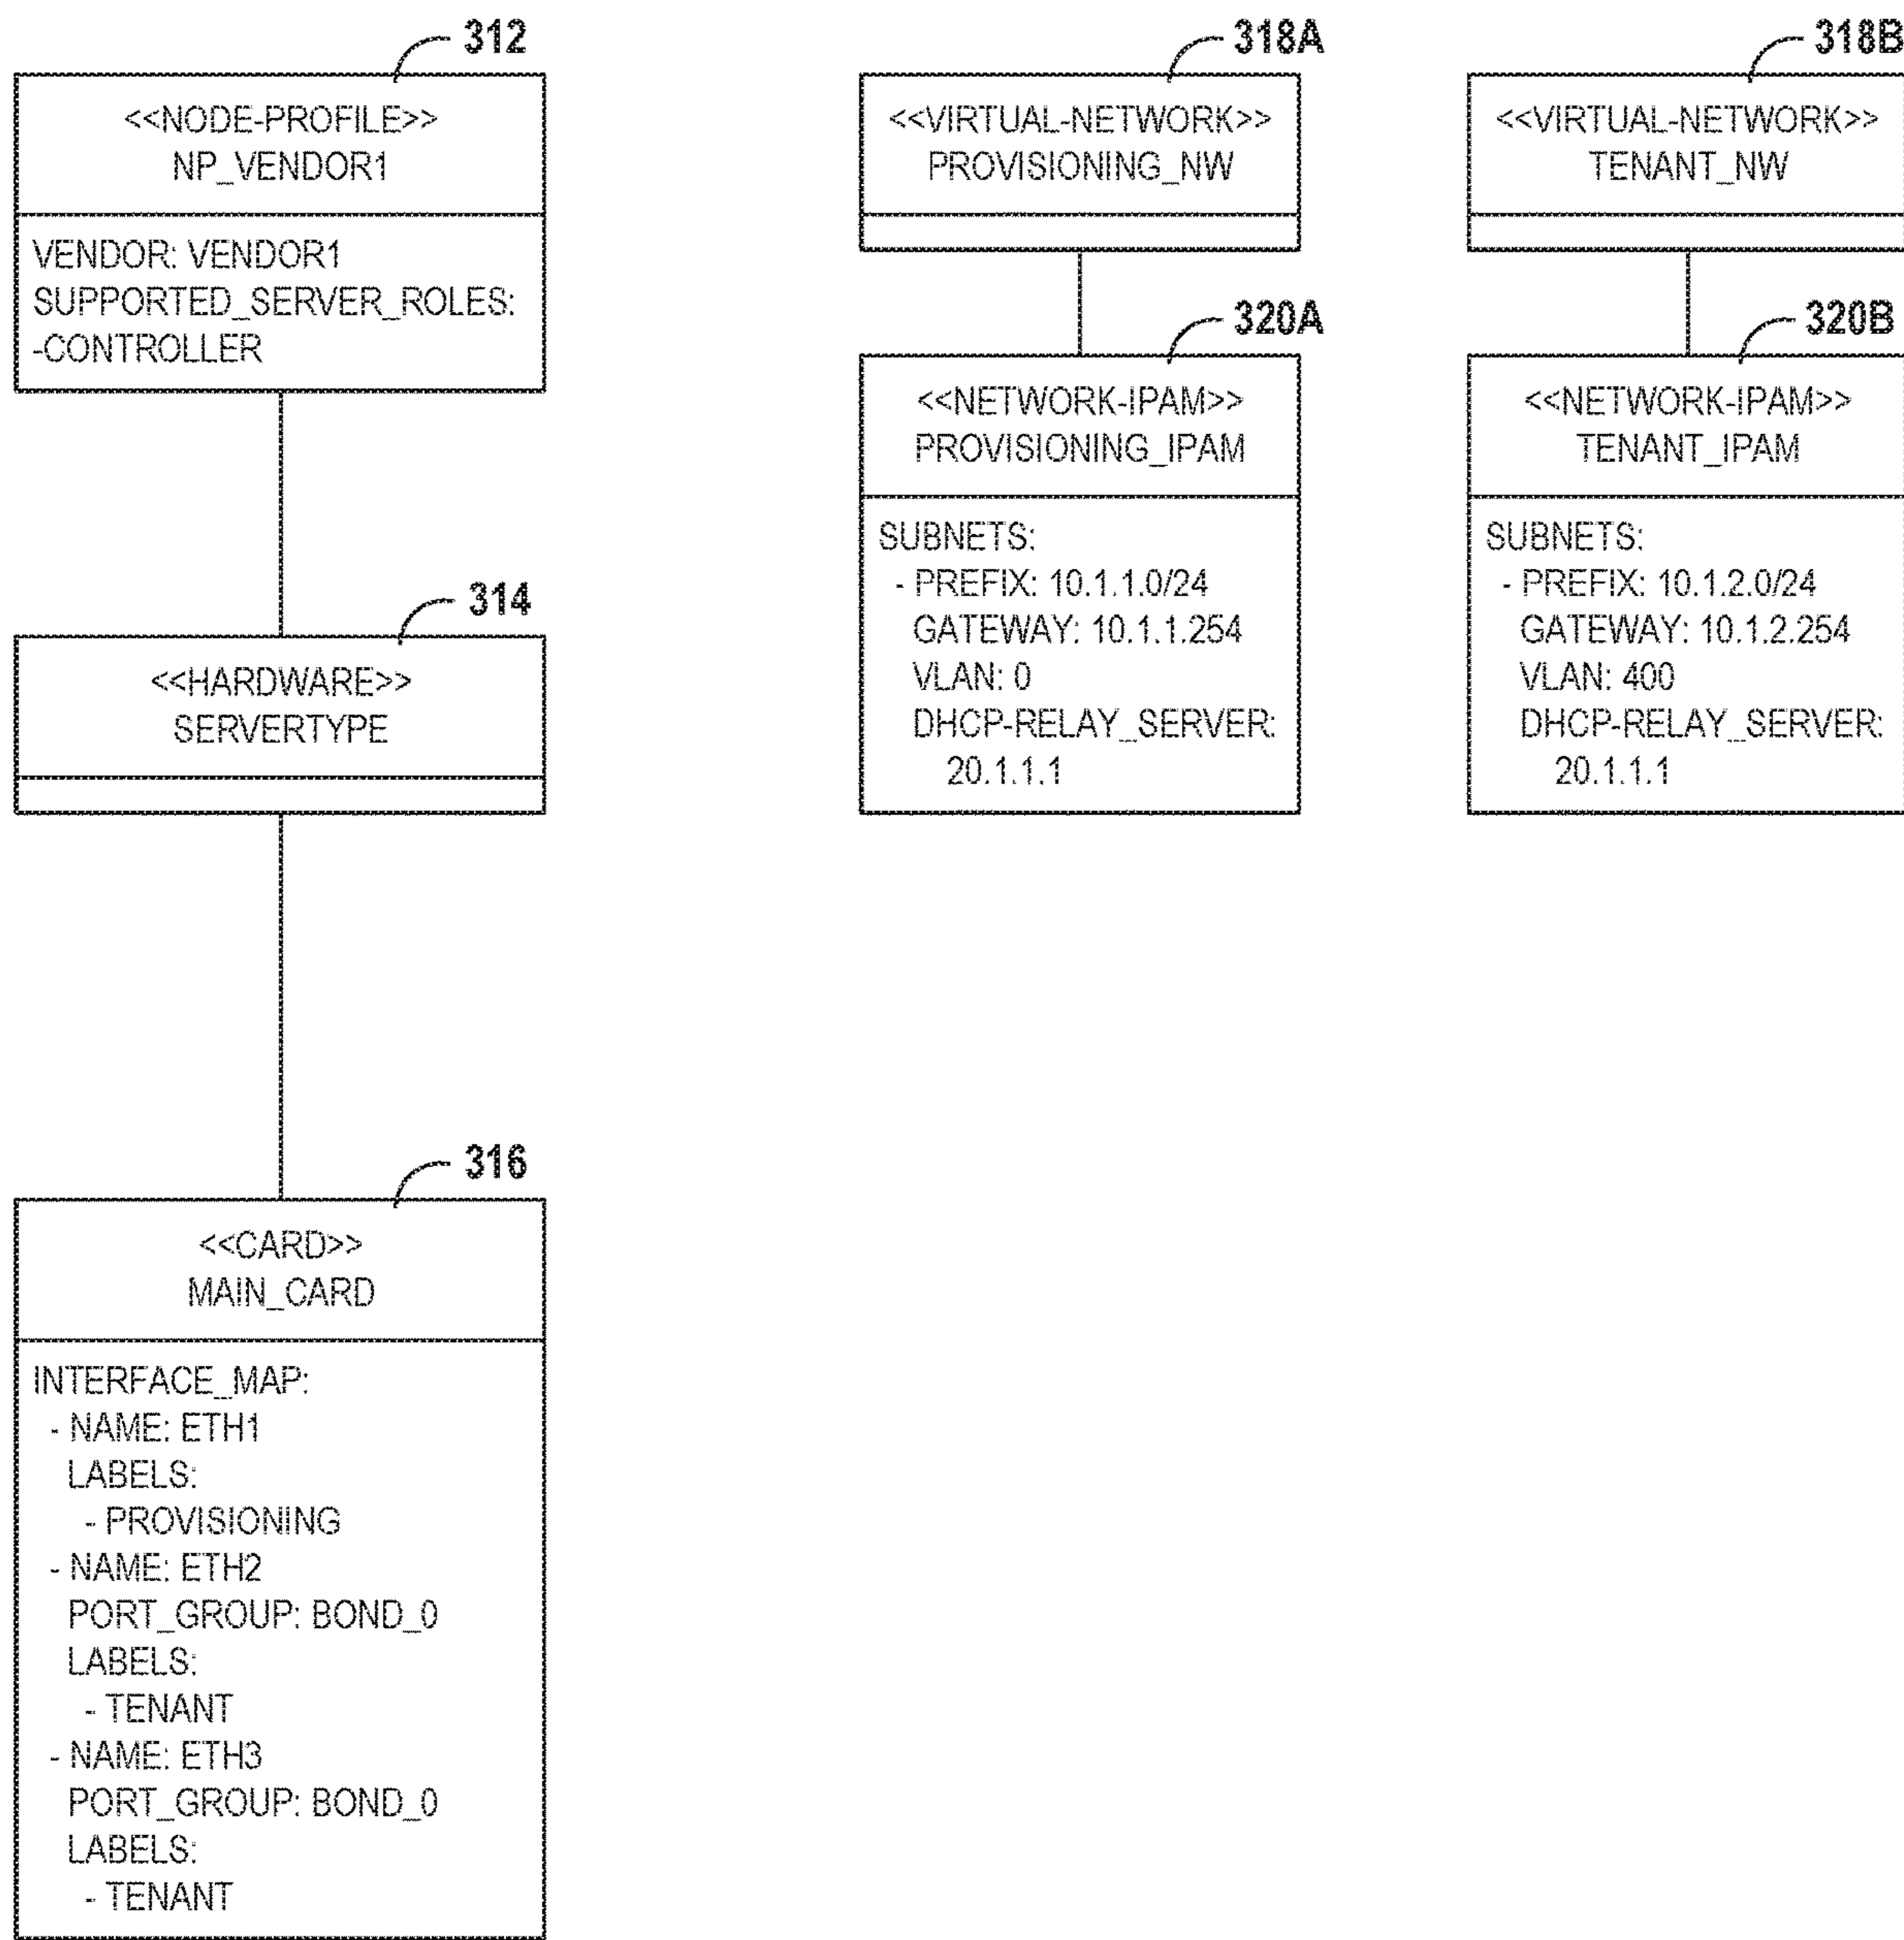 312
<<NODE-PROFILE>>
NP_VENDOR1
VENDOR: VENDOR1
SUPPORTED_SERVER_ROLES:
-CONTROLLER
314
<<HARDWARE>>
SERVERTYPE
316
<<CARD>>
MAIN_CARD
INTERFACE_MAP:
- NAME: ETH1
LABELS:
- PROVISIONING
- NAME: ETH2
PORT_GROUP: BOND_0
LABELS:
- TENANT
- NAME: ETH3
PORT_GROUP: BOND_0
LABELS:
- TENANT
318A
<<VIRTUAL-NETWORK>>
PROVISIONING_NW
320A
<<NETWORK-IPAM>>
PROVISIONING_IPAM
SUBNETS:
- PREFIX: 10.1.1.0/24
GATEWAY: 10.1.1.254
VLAN: 0
DHCP-RELAY_SERVER:
20.1.1.1
318B
<<VIRTUAL-NETWORK>>
TENANT_NW
320B
<<NETWORK-IPAM>>
TENANT_IPAM
SUBNETS:
- PREFIX: 10.1.2.0/24
GATEWAY: 10.1.2.254
VLAN: 400
DHCP-RELAY_SERVER:
20.1.1.1